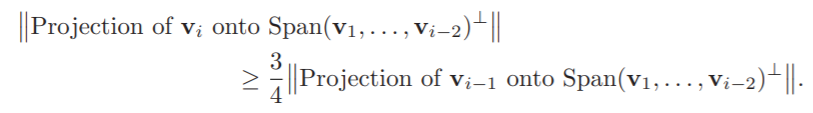 ‖Projection of v_i onto Span(v_1, . . . , v_{i−2})^⊥‖
≥ 3/4 ‖Projection of v_{i−1} onto Span(v_1, . . . , v_{i−2})^⊥‖.